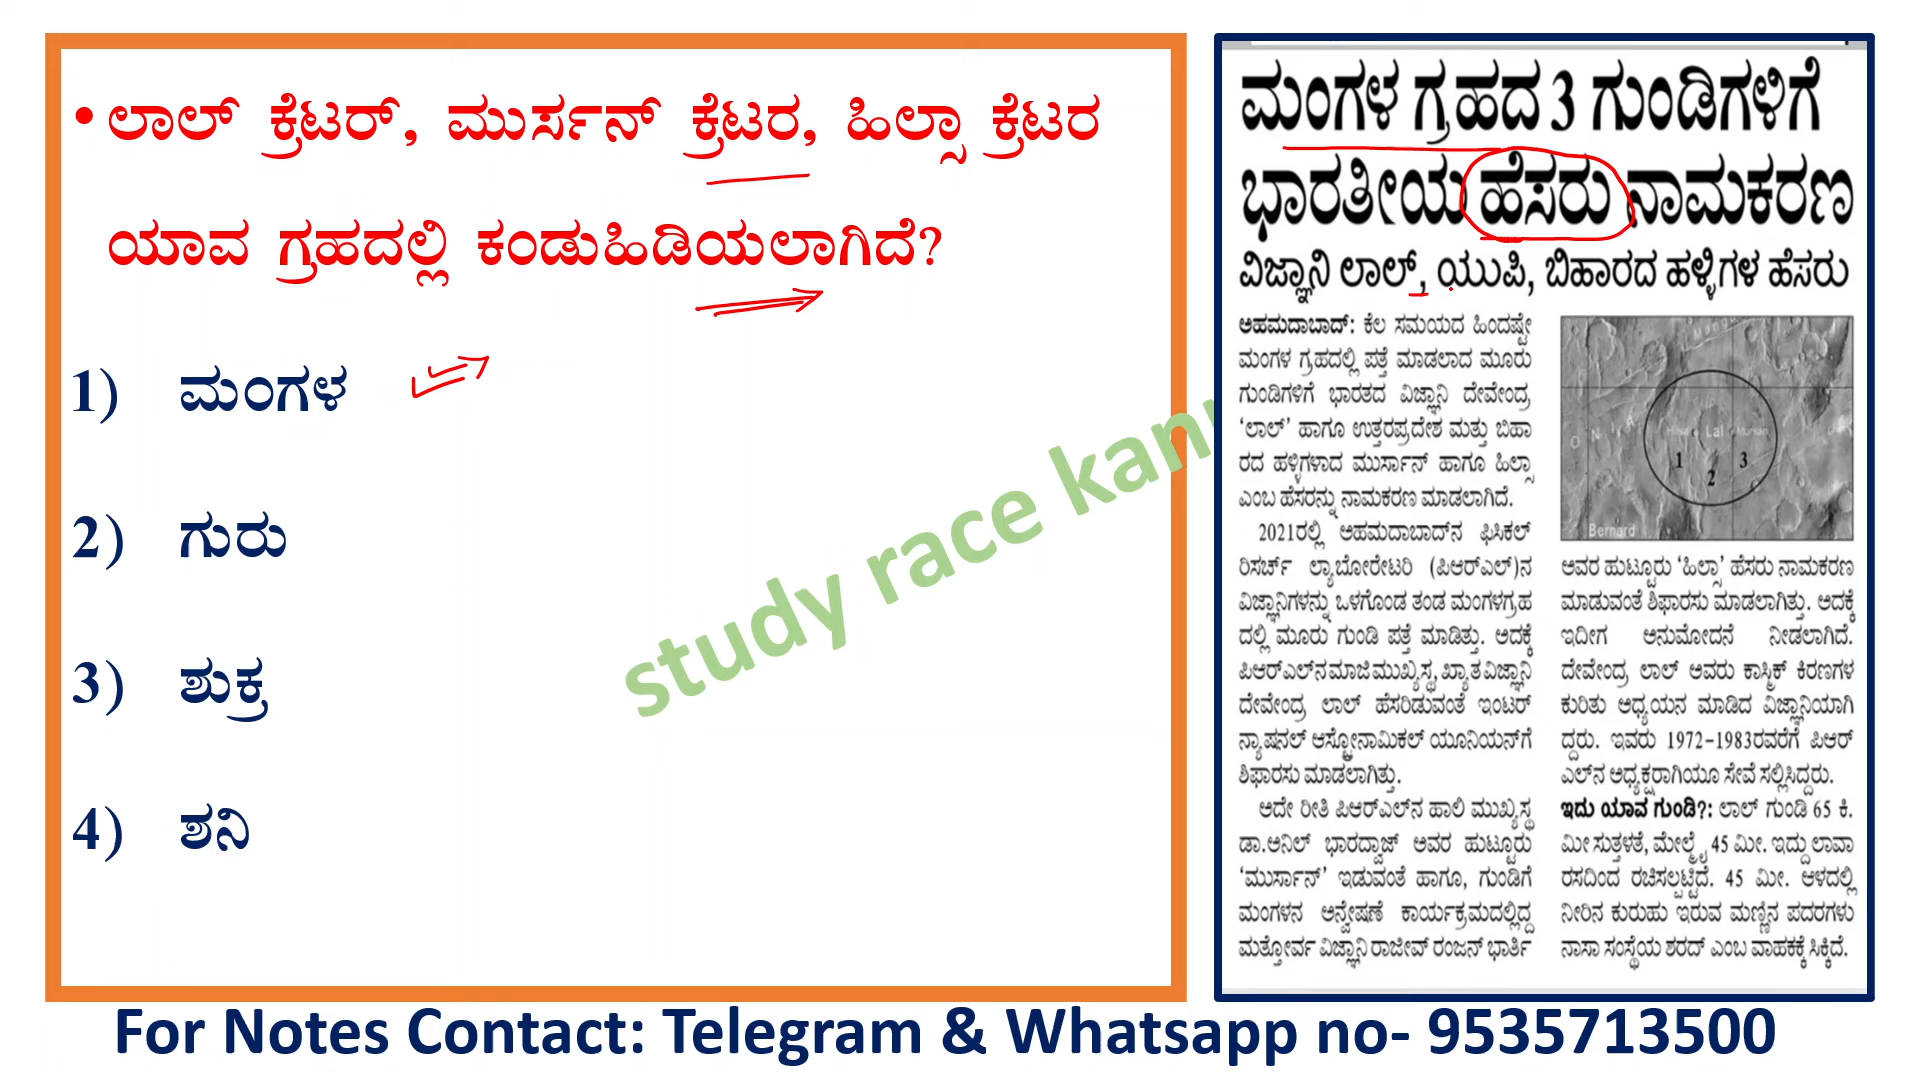 • ಲಾಲ್ ಕ್ರೆಟರ್, ಮುರ್ಸನ್ ಕ್ರೆಟರ, ಹಿಲ್ಸಾ ಕ್ರೆಟರ
ಯಾವ ಗ್ರಹದಲ್ಲಿ ಕಂಡುಹಿಡಿಯಲಾಗಿದೆ?
1) ಮಂಗಳ
2) ಗುರು
3) ಶುಕ್ರ
4) ಶನಿ
study race kann
ಮಂಗಳ ಗ್ರಹದ 3 ಗುಂಡಿಗಳಿಗೆ
ಭಾರತೀಯ ಹೆಸರು ನಾಮಕರಣ
ವಿಜ್ಞಾನಿ ಲಾಲ್, ಯುಪಿ, ಬಿಹಾರದ ಹಳ್ಳಿಗಳ ಹೆಸರು
ಅಹಮದಾಬಾದ್: ಕೆಲ ಸಮಯದ ಹಿಂದಷ್ಟೇ
ಮಂಗಳ ಗ್ರಹದಲ್ಲಿ ಪತ್ತೆ ಮಾಡಲಾದ ಮೂರು
ಗುಂಡಿಗಳಿಗೆ ಭಾರತದ ವಿಜ್ಞಾನಿ ದೇವೇಂದ್ರ
'ಲಾಲ್' ಹಾಗೂ ಉತ್ತರಪ್ರದೇಶ ಮತ್ತು ಬಿಹಾ
ರದ ಹಳ್ಳಿಗಳಾದ ಮುರ್ಸಾನ್ ಹಾಗೂ ಹಿಲ್ಸಾ
ಎಂಬ ಹೆಸರನ್ನು ನಾಮಕರಣ ಮಾಡಲಾಗಿದೆ.
2021ರಲ್ಲಿ ಅಹಮದಾಬಾದ್‌ನ ಫಿಸಿಕಲ್
ರಿಸರ್ಚ್ ಲ್ಯಾಬೋರೇಟರಿ (ಪಿಆರ್‌ಎಲ್)ನ
ವಿಜ್ಞಾನಿಗಳನ್ನು ಒಳಗೊಂಡ ತಂಡ ಮಂಗಳಗ್ರಹ
ದಲ್ಲಿ ಮೂರು ಗುಂಡಿ ಪತ್ತೆ ಮಾಡಿತ್ತು. ಅದಕ್ಕೆ
ಪಿಆರ್‌ಎಲ್‌ನ ಮಾಜಿ ಮುಖ್ಯಸ್ಥ, ಖ್ಯಾತ ವಿಜ್ಞಾನಿ
ದೇವೇಂದ್ರ ಲಾಲ್ ಹೆಸರಿಡುವಂತೆ ಇಂಟರ್
ನ್ಯಾಷನಲ್ ಆಸ್ಟ್ರೋನಾಮಿಕಲ್ ಯೂನಿಯನ್‌ಗೆ
ಶಿಫಾರಸು ಮಾಡಲಾಗಿತ್ತು.
ಅದೇ ರೀತಿ ಪಿಆರ್‌ಎಲ್‌ನ ಹಾಲಿ ಮುಖ್ಯಸ್ಥ
ಡಾ.ಅನಿಲ್ ಭಾರದ್ವಾಜ್ ಅವರ ಹುಟ್ಟೂರು
'ಮುರ್ಸಾನ್' ಇಡುವಂತೆ ಹಾಗೂ, ಗುಂಡಿಗೆ
ಮಂಗಳನ ಅನ್ವೇಷಣೆ ಕಾರ್ಯಕ್ರಮದಲ್ಲಿದ್ದ
ಮತ್ತೋರ್ವ ವಿಜ್ಞಾನಿ ರಾಜೀವ್ ರಂಜನ್ ಭಾರ್ತಿ
Lal
1 2 3
Bernard
ಅವರ ಹುಟ್ಟೂರು 'ಹಿಲ್ಸಾ' ಹೆಸರು ನಾಮಕರಣ
ಮಾಡುವಂತೆ ಶಿಫಾರಸು ಮಾಡಲಾಗಿತ್ತು. ಅದಕ್ಕೆ
ಇದೀಗ ಅನುಮೋದನೆ ನೀಡಲಾಗಿದೆ.
ದೇವೇಂದ್ರ ಲಾಲ್ ಅವರು ಕಾಸ್ಮಿಕ್ ಕಿರಣಗಳ
ಕುರಿತು ಅಧ್ಯಯನ ಮಾಡಿದ ವಿಜ್ಞಾನಿಯಾಗಿ
ದ್ದರು. ಇವರು 1972-1983ರವರೆಗೆ ಪಿಆರ್
ಎಲ್‌ನ ಅಧ್ಯಕ್ಷರಾಗಿಯೂ ಸೇವೆ ಸಲ್ಲಿಸಿದ್ದರು.
ಇದು ಯಾವ ಗುಂಡಿ?: ಲಾಲ್ ಗುಂಡಿ 65 ಕಿ.
ಮೀ ಸುತ್ತಳತೆ, ಮೇಲ್ಮೈ 45 ಮೀ. ಇದ್ದು ಲಾವಾ
ರಸದಿಂದ ರಚಿಸಲ್ಪಟ್ಟಿದೆ. 45 ಮೀ. ಆಳದಲ್ಲಿ
ನೀರಿನ ಕುರುಹು ಇರುವ ಮಣ್ಣಿನ ಪದರಗಳು
ನಾಸಾ ಸಂಸ್ಥೆಯ ಶರದ್ ಎಂಬ ವಾಹಕಕ್ಕೆ ಸಿಕ್ಕಿದೆ.
For Notes Contact: Telegram & Whatsapp no- 9535713500